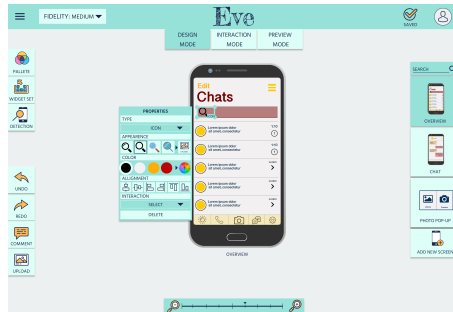 FIDELITY: MEDIUM
Eve
SAVED
DESIGN
MODE
INTERACTION
MODE
PREVIEW
MODE
PALLETE
WIDGET SET
DETECTION
UNDO
REDO
COMMENT
UPLOAD
PROPERTIES
TYPE
ICON
APPEARENCE
COLOR
ALLIGNMENT
INTERACTION
SELECT
DELETE
Edit
Chats
Lorem ipsum dolor
sit amet, consectetur
Lorem ipsum dolor
sit amet, consectetur
Lorem ipsum dolor
sit amet, consectetur
Lorem ipsum dolor
sit amet, consectetur
Lorem ipsum dolor
sit amet, consectetur
OVERVIEW
SEARCH
OVERVIEW
CHAT
PHOTO POP-UP
ADD NEW SCREEN